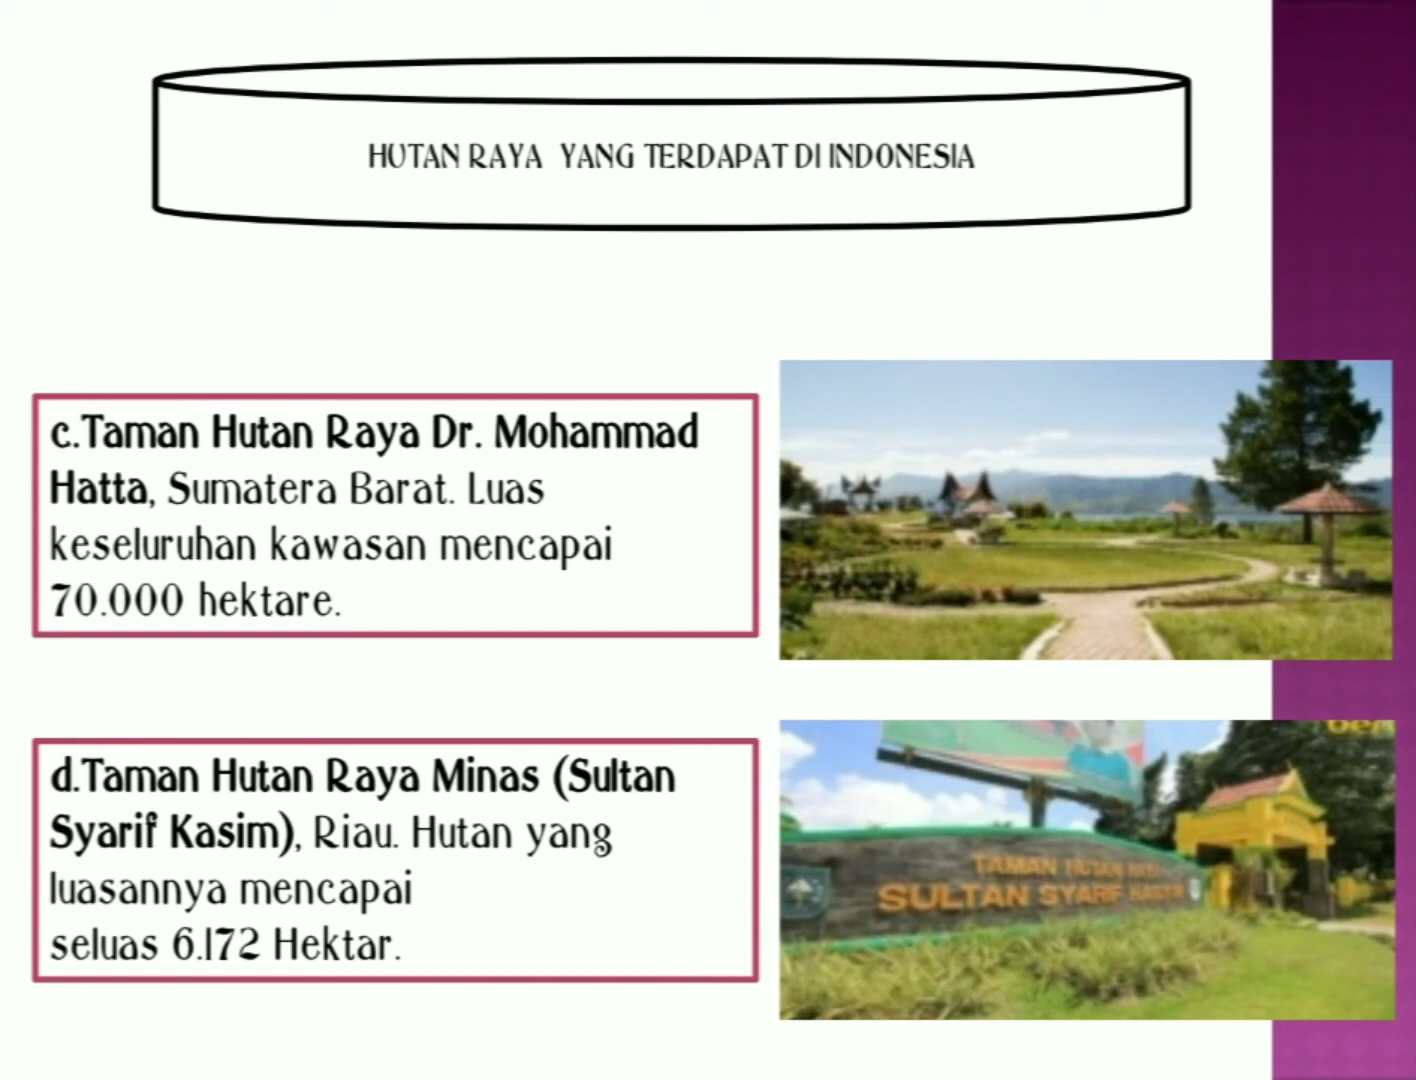 HUTAN RAYA YANG TERDAPAT DI INDONESIA
c.Taman Hutan Raya Dr. Mohammad
Hatta, Sumatera Barat. Luas
keseluruhan kawasan mencapai
70.000 hektare.
d.Taman Hutan Raya Minas (Sultan
Syarif Kasim), Riau. Hutan yang
luasannya mencapai
seluas 6.172 Hektar.
TAMAN HUTAN
SULTAN SYARIF KASIM